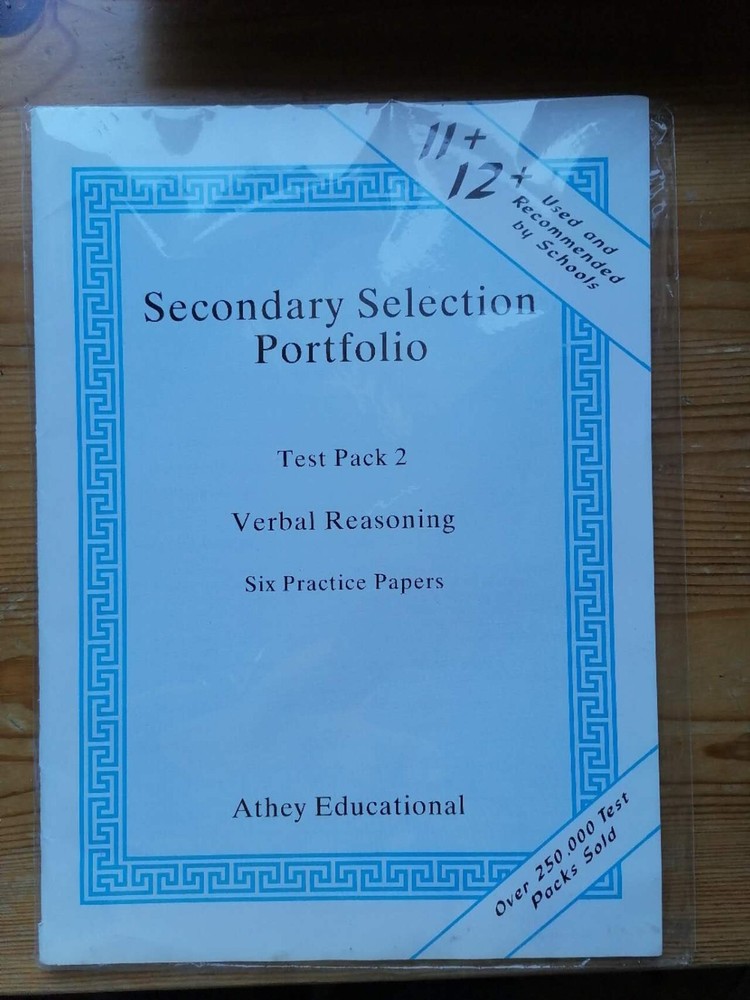 11+
12+
Used and
Recommended
by Schools
Secondary Selection
Portfolio
Test Pack 2
Verbal Reasoning
Six Practice Papers
Athey Educational
Over 250.000 Test
Packs Sold